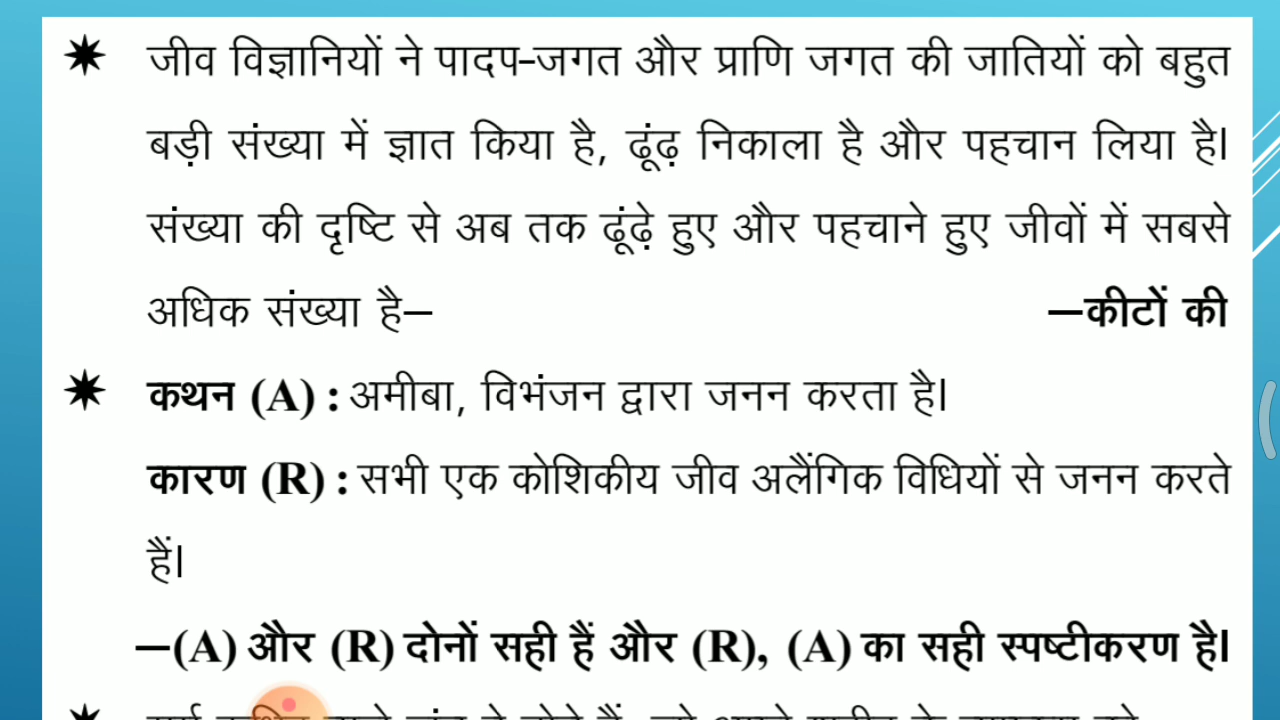 ✷ जीव विज्ञानियों ने पादप-जगत और प्राणि जगत की जातियों को बहुत
बड़ी संख्या में ज्ञात किया है, ढूंढ़ निकाला है और पहचान लिया है।
संख्या की दृष्टि से अब तक ढूंढ़े हुए और पहचाने हुए जीवों में सबसे
अधिक संख्या है– –कीटों की
✷ कथन (A) : अमीबा, विभंजन द्वारा जनन करता है।
कारण (R) : सभी एक कोशिकीय जीव अलैंगिक विधियों से जनन करते
हैं।
–(A) और (R) दोनों सही हैं और (R), (A) का सही स्पष्टीकरण है।